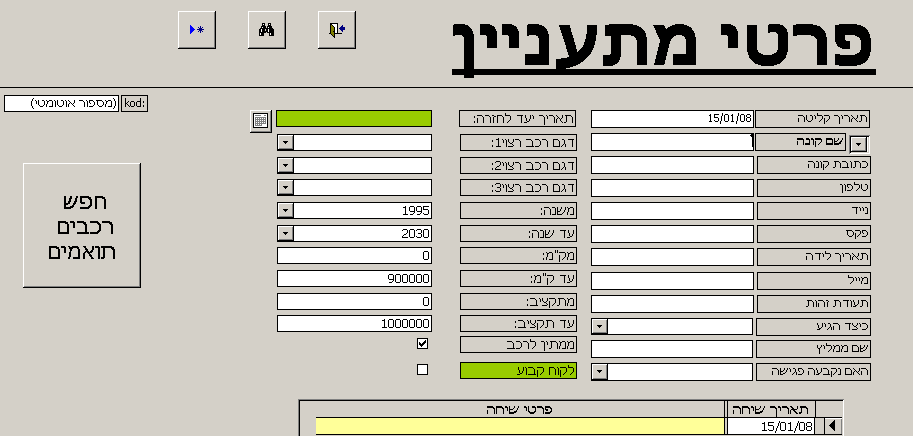 פרטי מתעניין
kod:
(מספור אוטומטי)
תאריך קליטה
15/01/08
תאריך יעד לחזרה:
שם קונה
דגם רכב רצוי1:
כתובת קונה
דגם רכב רצוי2:
טלפון
דגם רכב רצוי3:
נייד
משנה:
1995
פקס
עד שנה:
2030
תאריך לידה
מק"מ:
0
מייל
עד ק"מ:
900000
תעודת זהות
מתקציב:
0
כיצד הגיע
עד תקציב:
1000000
שם ממליץ
ממתין לרכב
האם נקבעה פגישה
לקוח קבוע
חפש
רכבים
תואמים
תאריך שיחה
פרטי שיחה
15/01/08